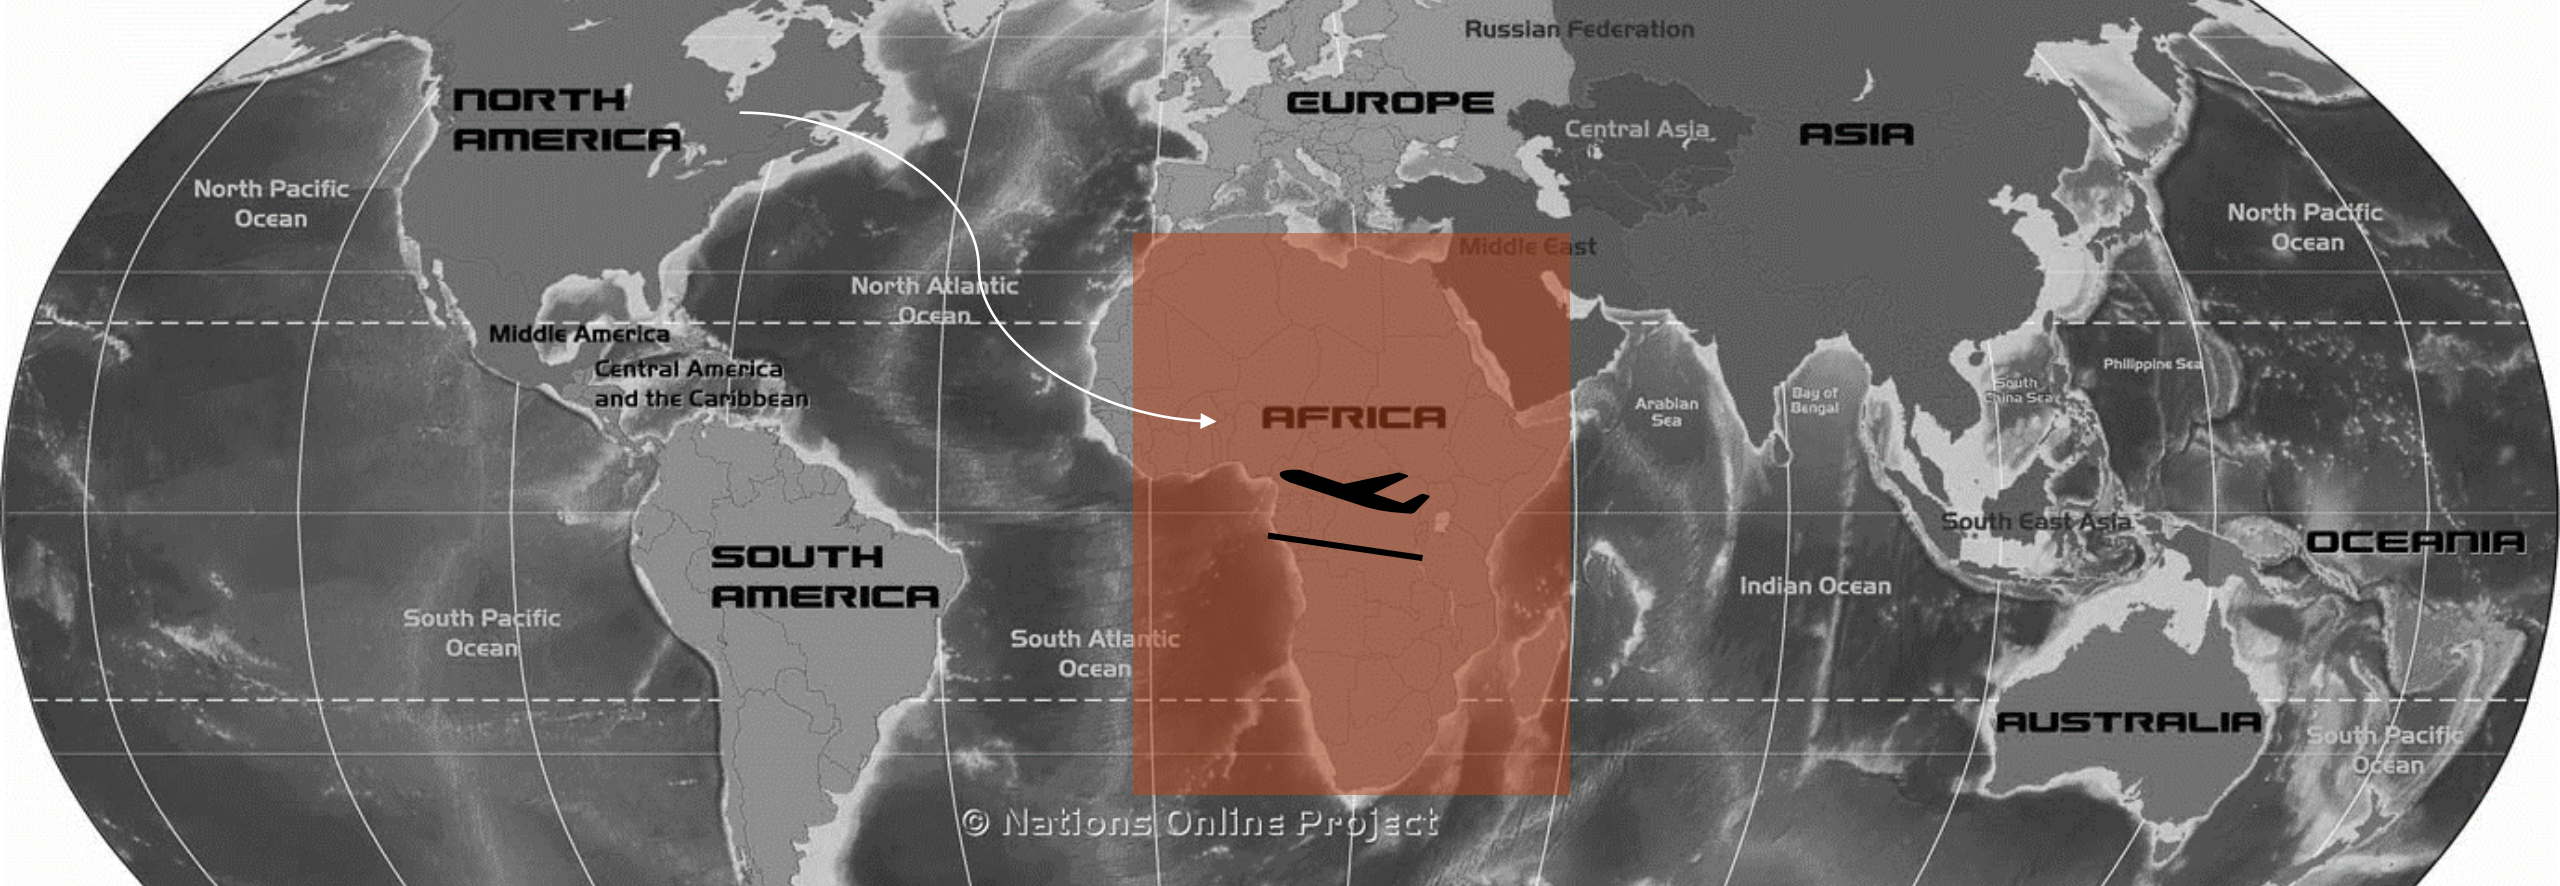 Russian Federation
NORTH
AMERICA
EUROPE
Central Asia
ASIA
North Pacific
Ocean
North Pacific
Ocean
Middle East
North Atlantic
Ocean
Middle America
Central America
and the Caribbean
Philippine Sea
South
China Sea
Bay of
Bengal
Arabian
Sea
AFRICA
South East Asia
OCEANIA
SOUTH
AMERICA
Indian Ocean
South Pacific
Ocean
South Atlantic
Ocean
AUSTRALIA
South Pacific
Ocean
© Nations Online Project